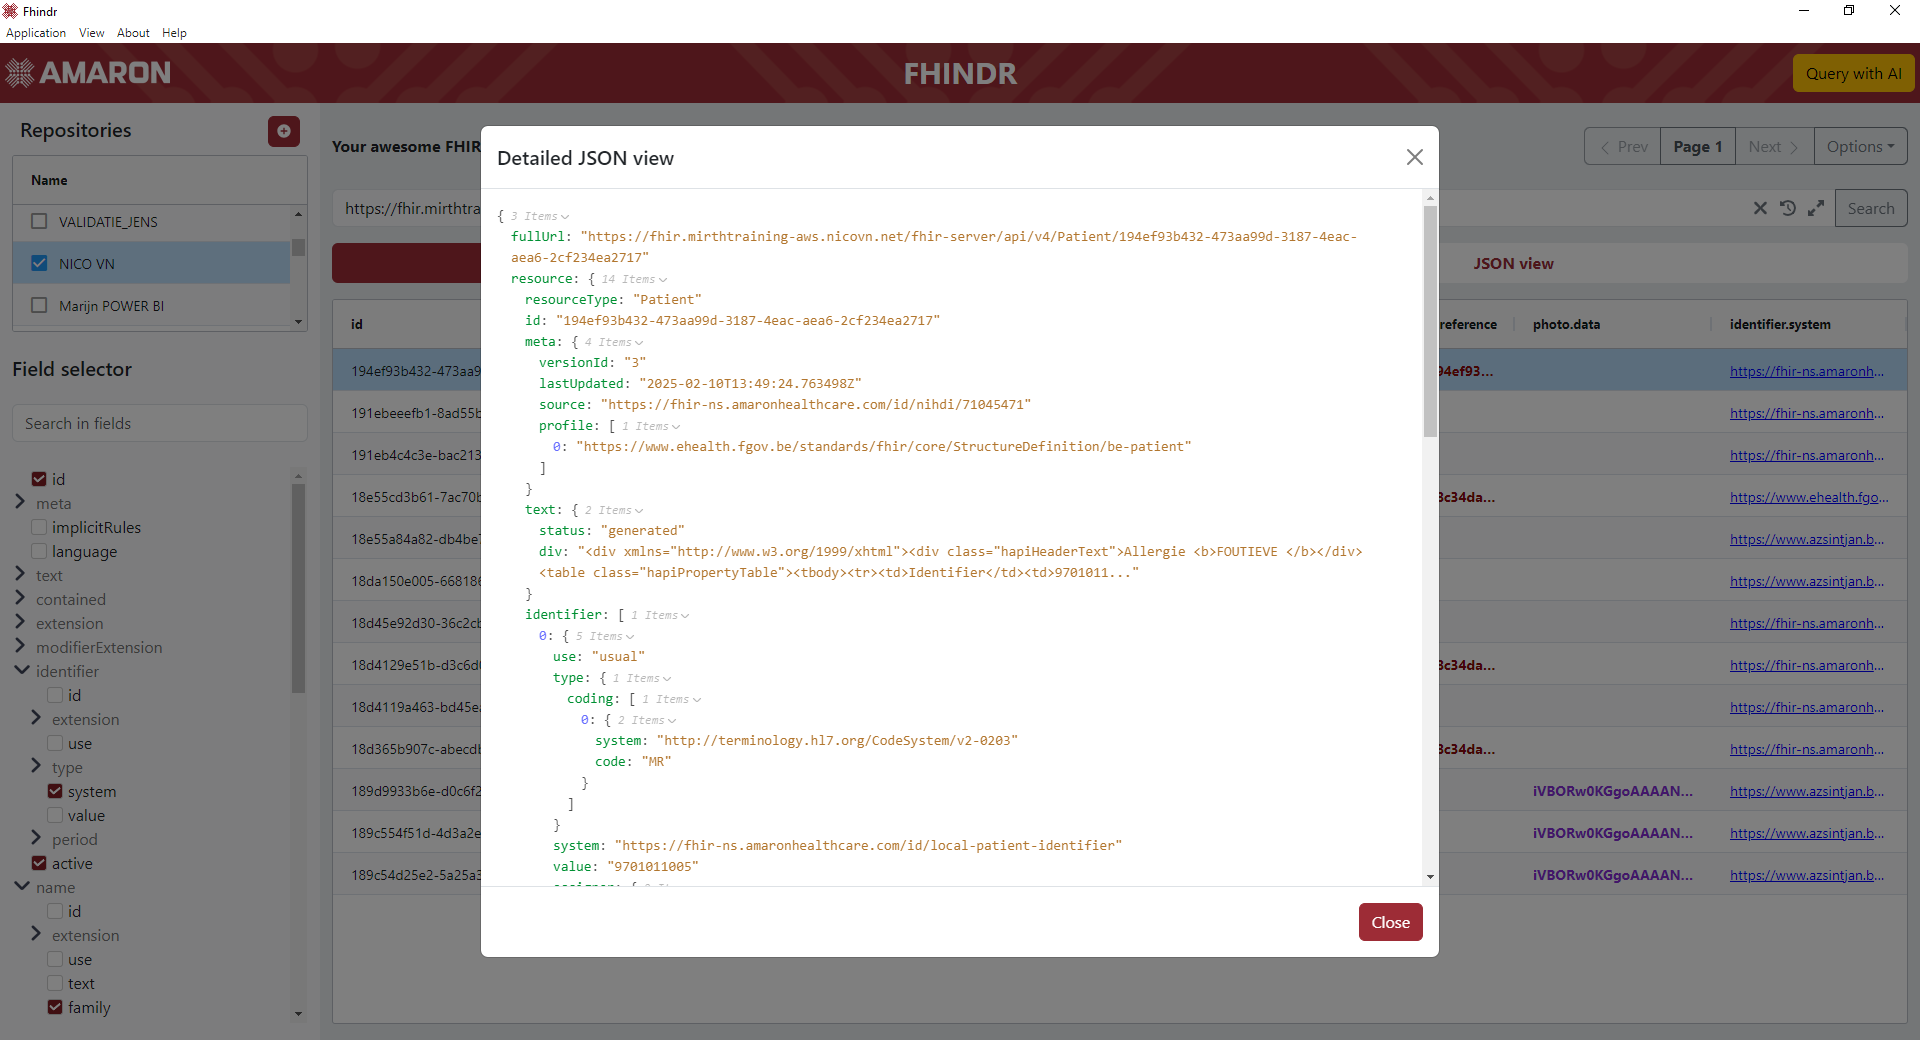 Fhindr
Application View About Help
AMARON
FHINDR
Query with AI
Repositories
Name
VALIDATIE_JENS
NICO VN
Marijn POWER BI
Field selector
Search in fields
id
meta
implicitRules
language
text
contained
extension
modifierExtension
identifier
id
extension
use
type
system
value
period
active
name
id
extension
use
text
family
Your awesome FHIR
Prev Page 1 Next Options
https://fhir.mirthtra
Search
JSON view
id
reference photo.data identifier.system
194ef93b432-473aa9 94ef93... https://fhir-ns.amaronh...
191ebeeefb1-8ad55b https://fhir-ns.amaronh...
191eb4c4c3e-bac213 https://fhir-ns.amaronh...
18e55cd3b61-7ac70b 3c34da... https://www.ehealth.fgo...
18e55a84a82-db4be7 https://www.azsintjan.b...
18da150e005-668186 https://www.azsintjan.b...
18d45e92d30-36c2cb https://fhir-ns.amaronh...
18d4129e51b-d3c6d0 3c34da... https://fhir-ns.amaronh...
18d4119a463-bd45ea https://fhir-ns.amaronh...
18d365b907c-abecdb 3c34da... https://fhir-ns.amaronh...
189d9933b6e-d0c6f2 iVBORw0KGgoAAAAN... https://www.azsintjan.b...
189c554f51d-4d3a2e iVBORw0KGgoAAAAN... https://www.azsintjan.b...
189c54d25e2-5a25a3 iVBORw0KGgoAAAAN... https://www.azsintjan.b...
Detailed JSON view
{ 3 Items
fullUrl: "https://fhir.mirthtraining-aws.nicovn.net/fhir-server/api/v4/Patient/194ef93b432-473aa99d-3187-4eac-
aea6-2cf234ea2717"
resource: { 14 Items
resourceType: "Patient"
id: "194ef93b432-473aa99d-3187-4eac-aea6-2cf234ea2717"
meta: { 4 Items
versionId: "3"
lastUpdated: "2025-02-10T13:49:24.763498Z"
source: "https://fhir-ns.amaronhealthcare.com/id/nihdi/71045471"
profile: [ 1 Items
0: "https://www.ehealth.fgov.be/standards/fhir/core/StructureDefinition/be-patient"
]
}
text: { 2 Items
status: "generated"
div: "<div xmlns="http://www.w3.org/1999/xhtml"><div class="hapiHeaderText">Allergie <b>FOUTIEVE </b></div>
<table class="hapiPropertyTable"><tbody><tr><td>Identifier</td><td>9701011..."
}
identifier: [ 1 Items
0: { 5 Items
use: "usual"
type: { 1 Items
coding: [ 1 Items
0: { 2 Items
system: "http://terminology.hl7.org/CodeSystem/v2-0203"
code: "MR"
}
]
}
system: "https://fhir-ns.amaronhealthcare.com/id/local-patient-identifier"
value: "9701011005"
Close